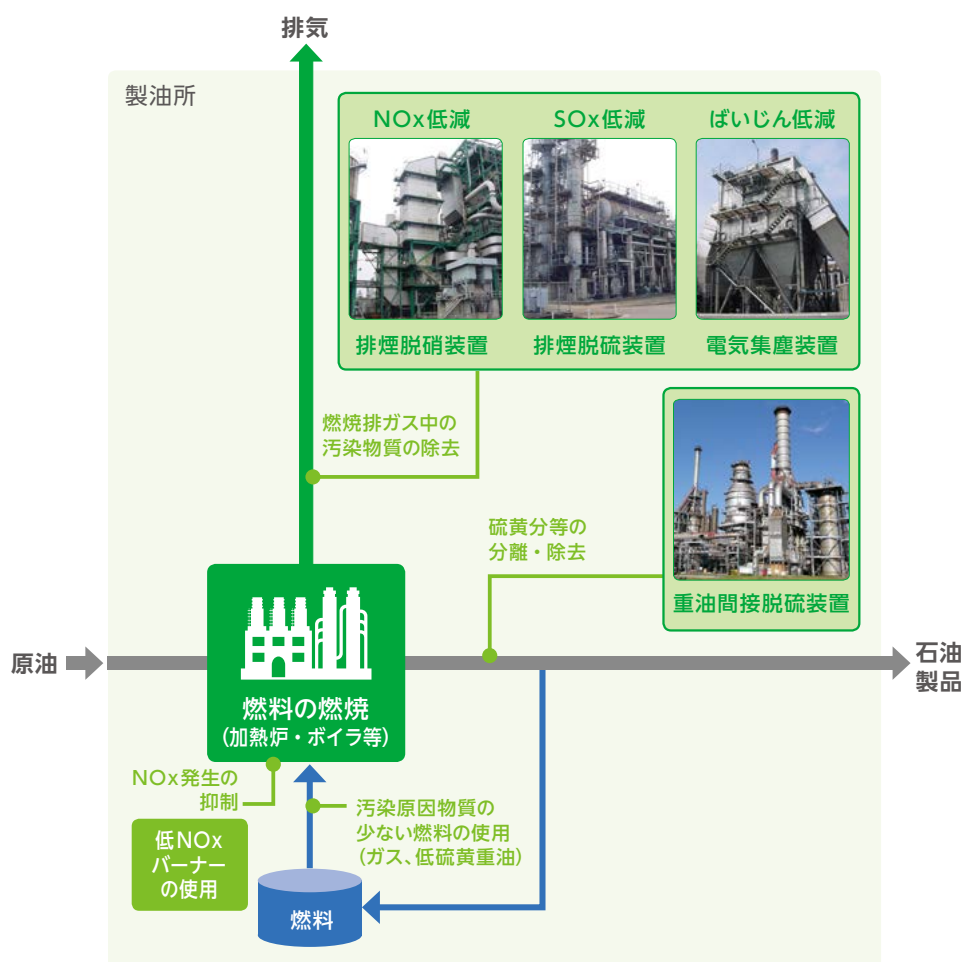 排気
製油所
NOx低減
SOx低減
ばいじん低減
排煙脱硝装置
排煙脱硫装置
電気集塵装置
燃焼排ガス中の
汚染物質の除去
硫黄分等の
分離・除去
重油間接脱硫装置
原油
石油
製品
燃料の燃焼
(加熱炉・ボイラ等)
NOx発生の
抑制
汚染原因物質の
少ない燃料の使用
(ガス、低硫黄重油)
低NOx
バーナー
の使用
燃料